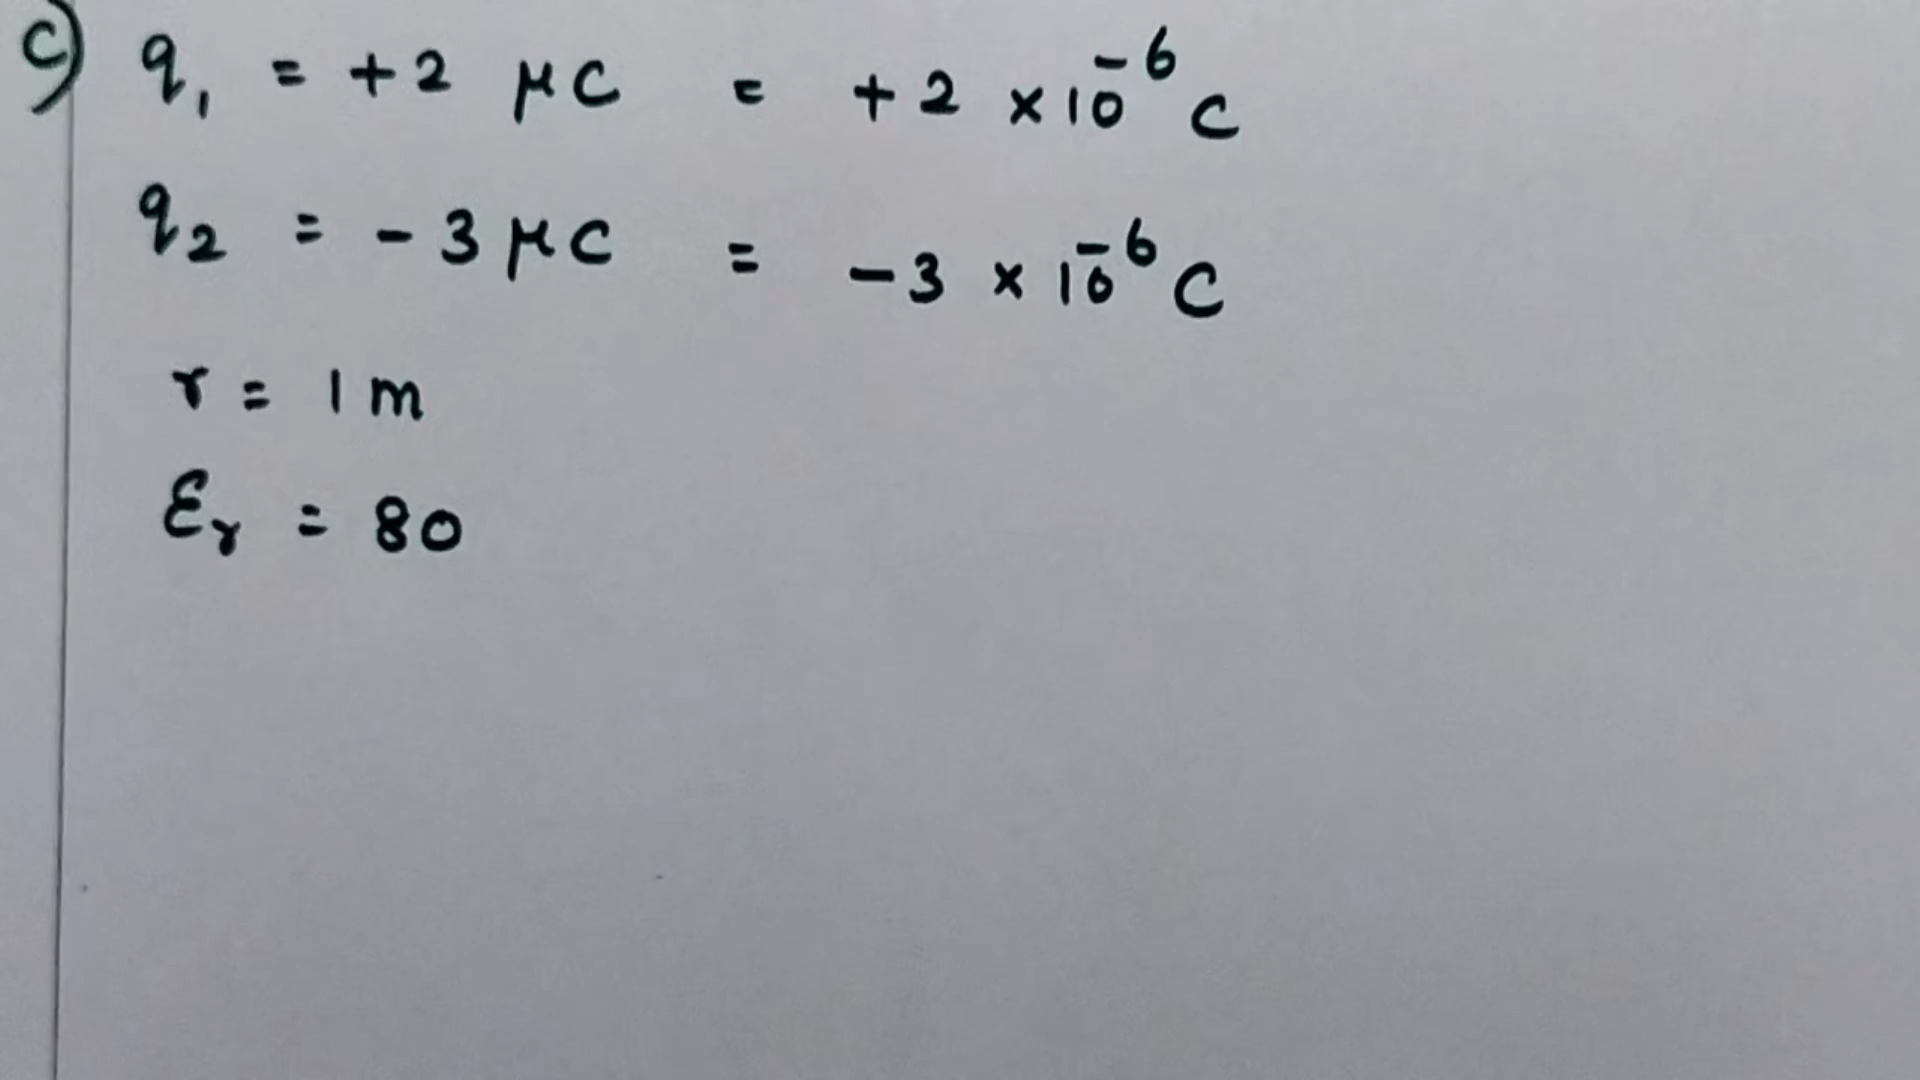 c) q₁ = +2 μC = +2 × 10⁻⁶ C
q₂ = -3 μC = -3 × 10⁻⁶ C
r = 1 m
εᵣ = 80